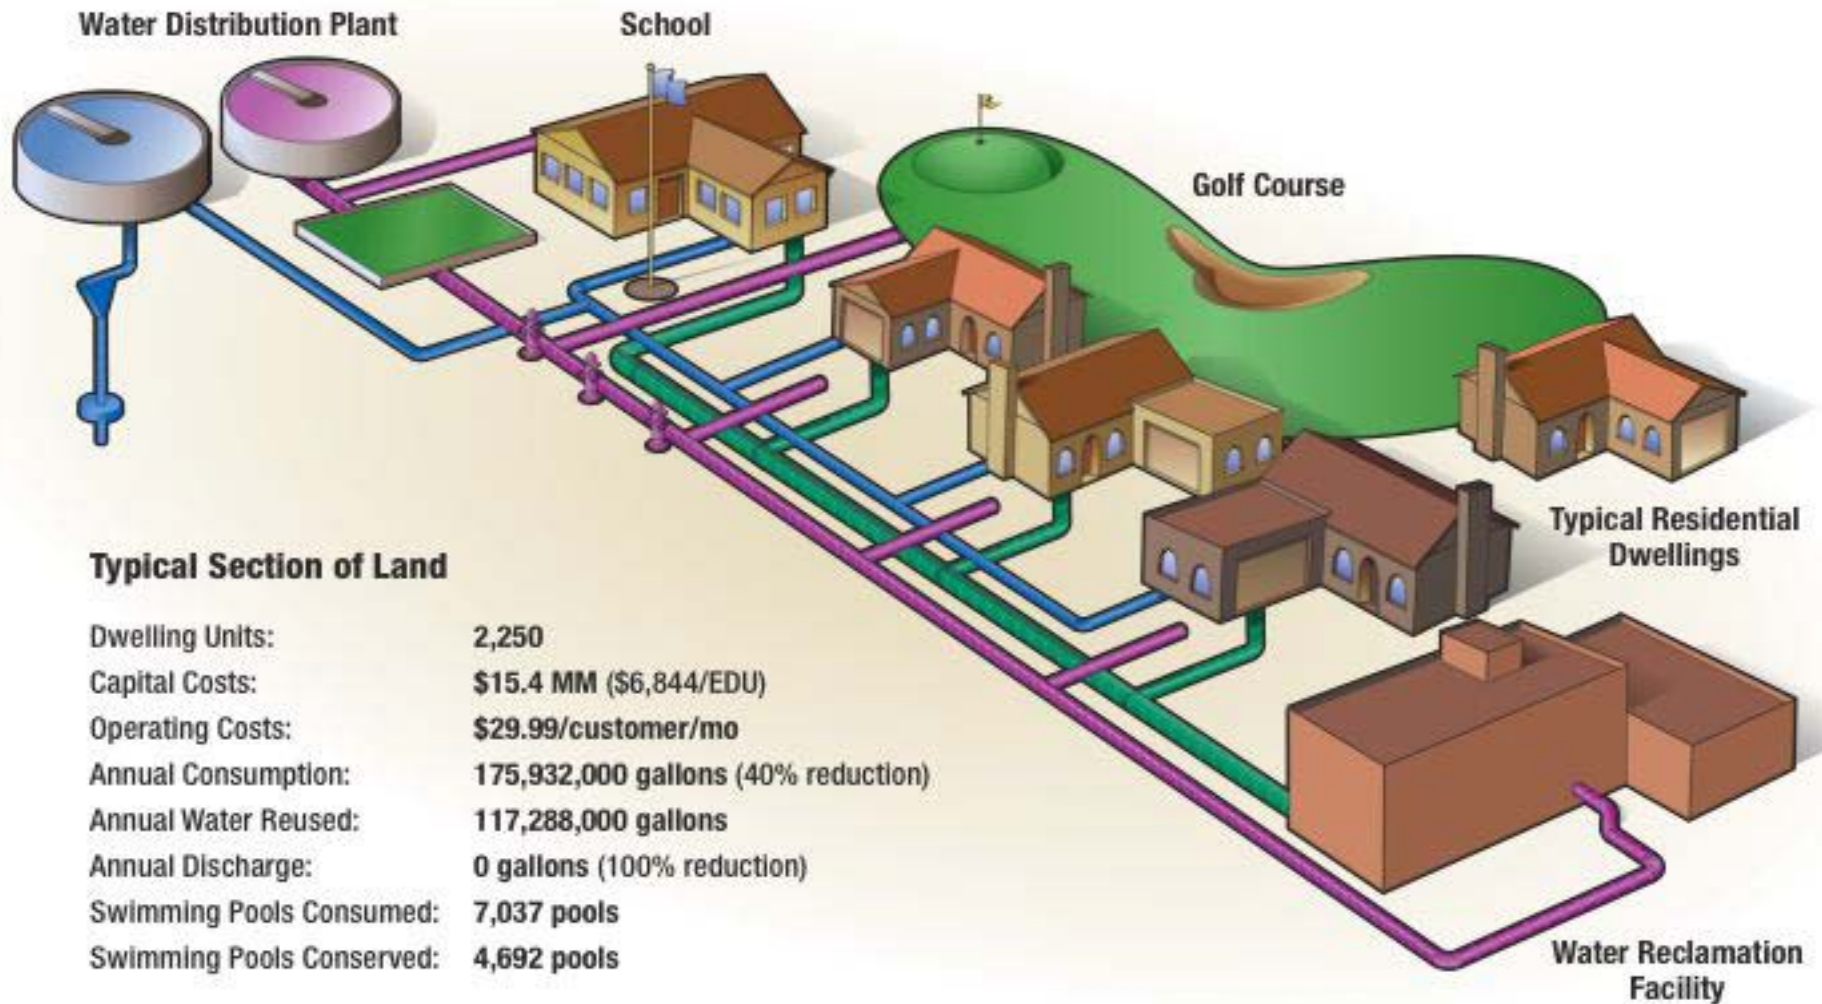 Water Distribution Plant
School
Golf Course
Typical Residential
Dwellings
Typical Section of Land
Dwelling Units: 2,250
Capital Costs: $15.4 MM ($6,844/EDU)
Operating Costs: $29.99/customer/mo
Annual Consumption: 175,932,000 gallons (40% reduction)
Annual Water Reused: 117,288,000 gallons
Annual Discharge: 0 gallons (100% reduction)
Swimming Pools Consumed: 7,037 pools
Swimming Pools Conserved: 4,692 pools
Water Reclamation
Facility